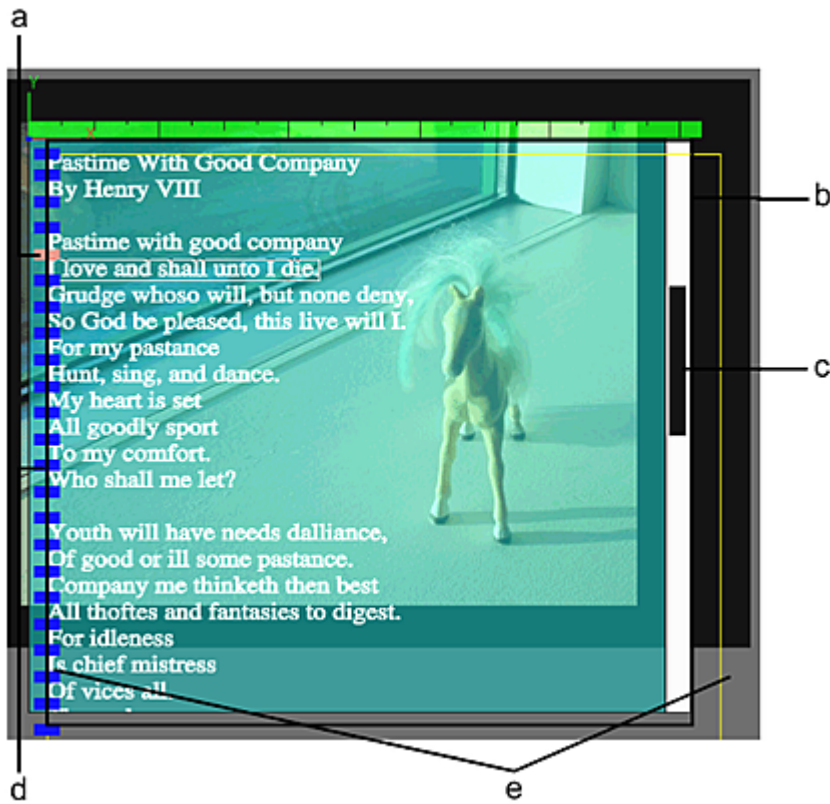 a
Y
X
Pastime With Good Company
By Henry VIII
b
Pastime with good company
I love and shall unto I die.
Grudge whoso will, but none deny,
So God be pleased, this live will I.
For my pastance
c
Hunt, sing, and dance.
My heart is set
All goodly sport
To my comfort.
Who shall me let?
Youth will have needs dalliance,
Of good or ill some pastance.
Company me thinketh then best
All thoftes and fantasies to digest.
For idleness
Is chief mistress
Of vices all.
d
e